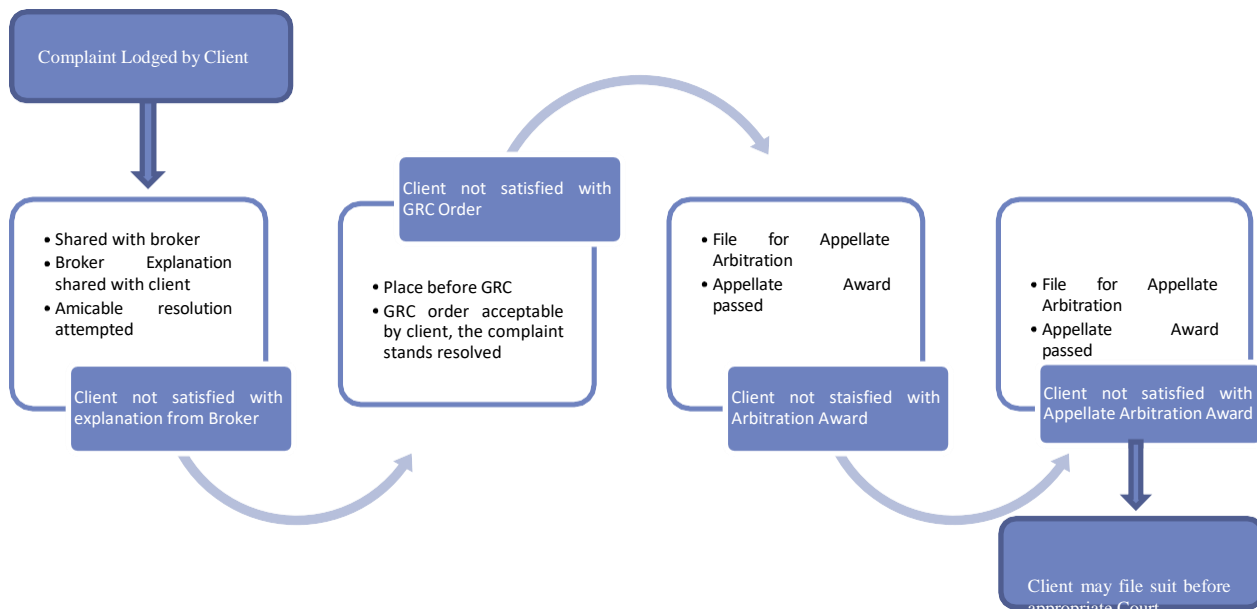 Complaint Lodged by Client
• Shared with broker
• Broker Explanation
shared with client
• Amicable resolution
attempted
Client not satisfied with
explanation from Broker
Client not satisfied with
GRC Order
• Place before GRC
• GRC order acceptable
by client, the complaint
stands resolved
• File for Appellate
Arbitration
• Appellate Award
passed
Client not staisfied with
Arbitration Award
• File for Appellate
Arbitration
• Appellate Award
passed
Client not satisfied with
Appellate Arbitration Award
Client may file suit before
appropriate Court